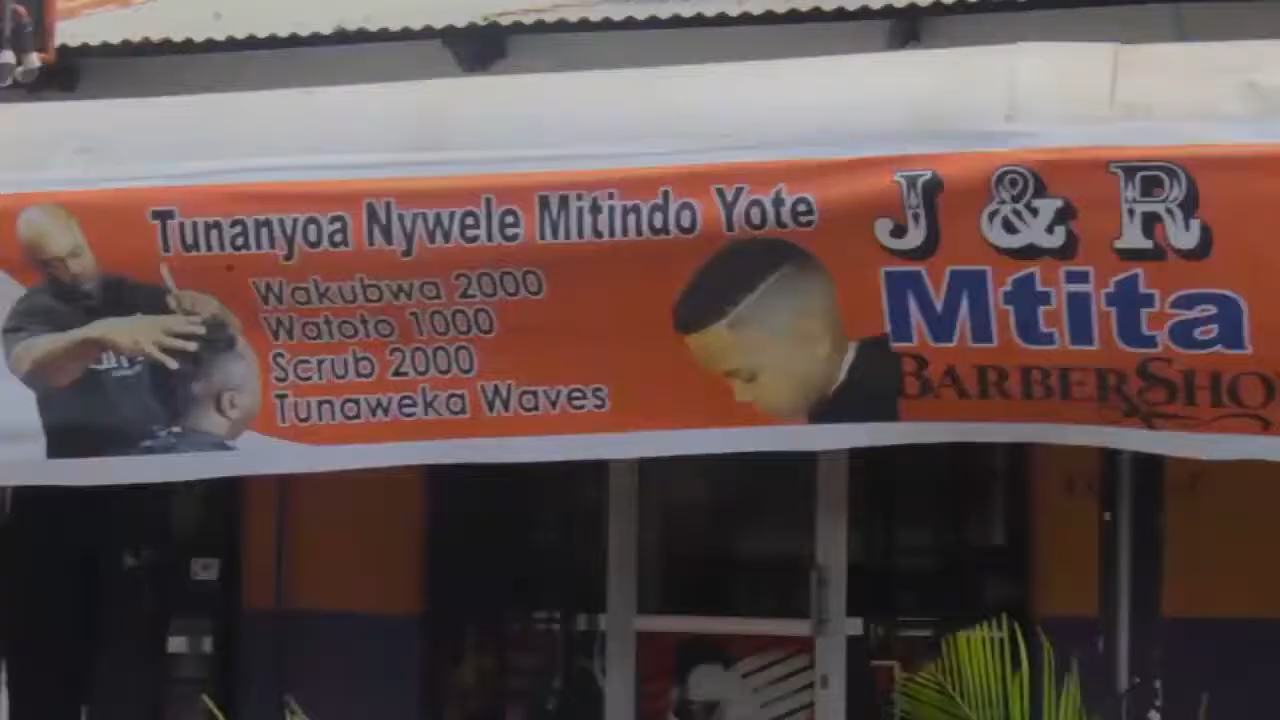 Tunanyoa Nywele Mitindo Yote
Wakubwa 2000
Watoto 1000
Scrub 2000
Tunaweka Waves
J & R
Mtita
BARBERSHO